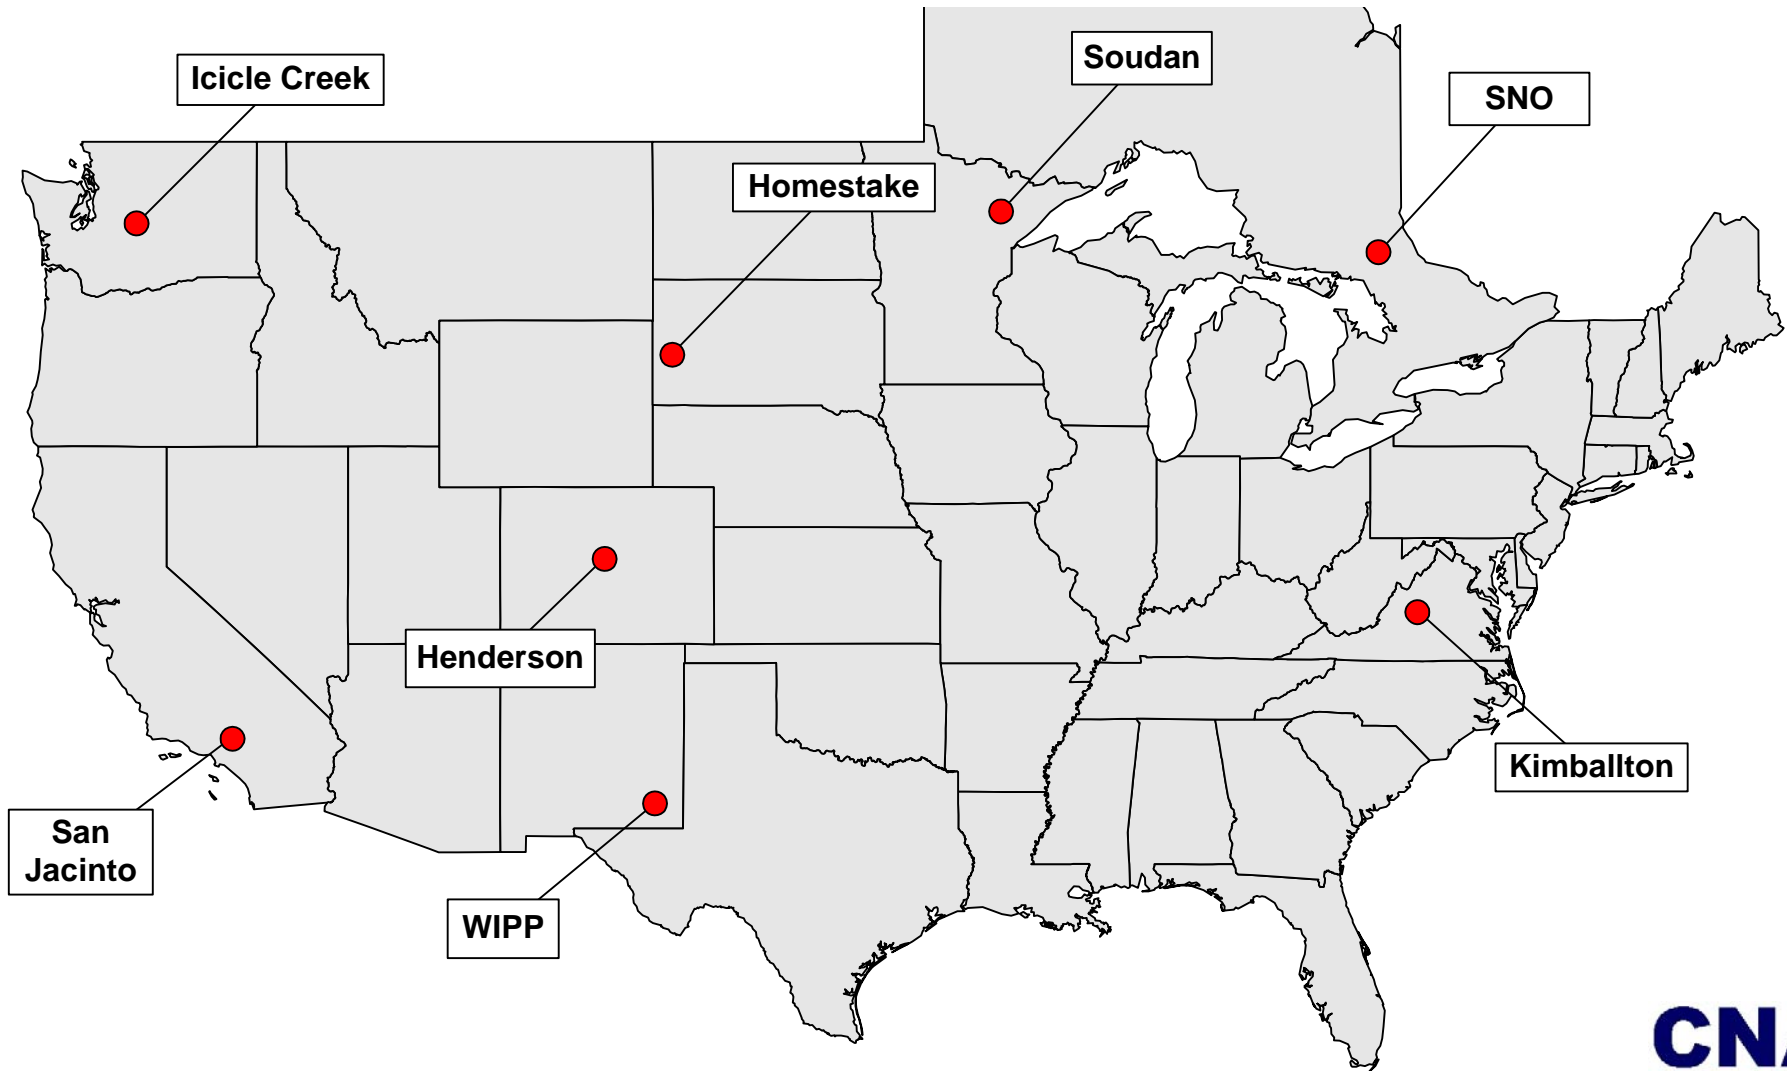 Icicle Creek
Soudan
SNO
Homestake
Henderson
Kimballton
San
Jacinto
WIPP
CN